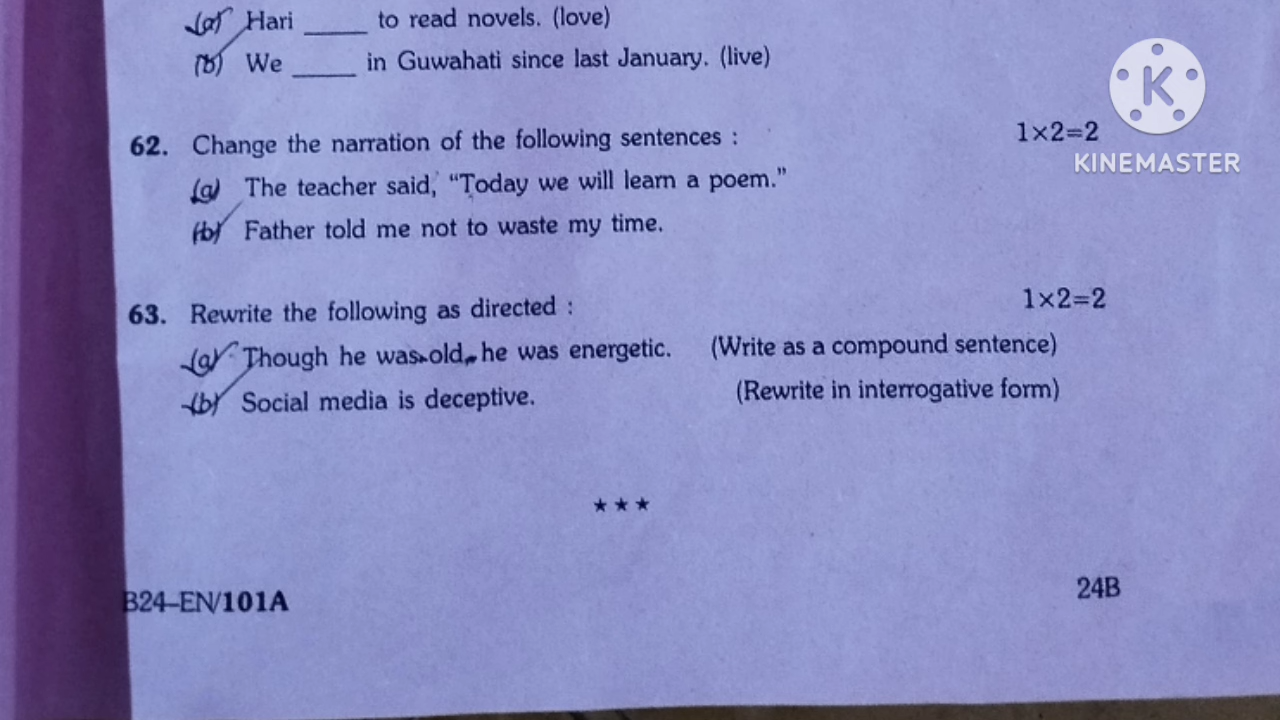 (a) Hari _____ to read novels. (love)
(b) We _____ in Guwahati since last January. (live)
K
KINEMASTER
62. Change the narration of the following sentences : 1×2=2
(a) The teacher said, “Today we will learn a poem.”
(b) Father told me not to waste my time.
63. Rewrite the following as directed : 1×2=2
(a) Though he was old, he was energetic. (Write as a compound sentence)
(b) Social media is deceptive. (Rewrite in interrogative form)
★ ★ ★
B24–EN/101A 24B